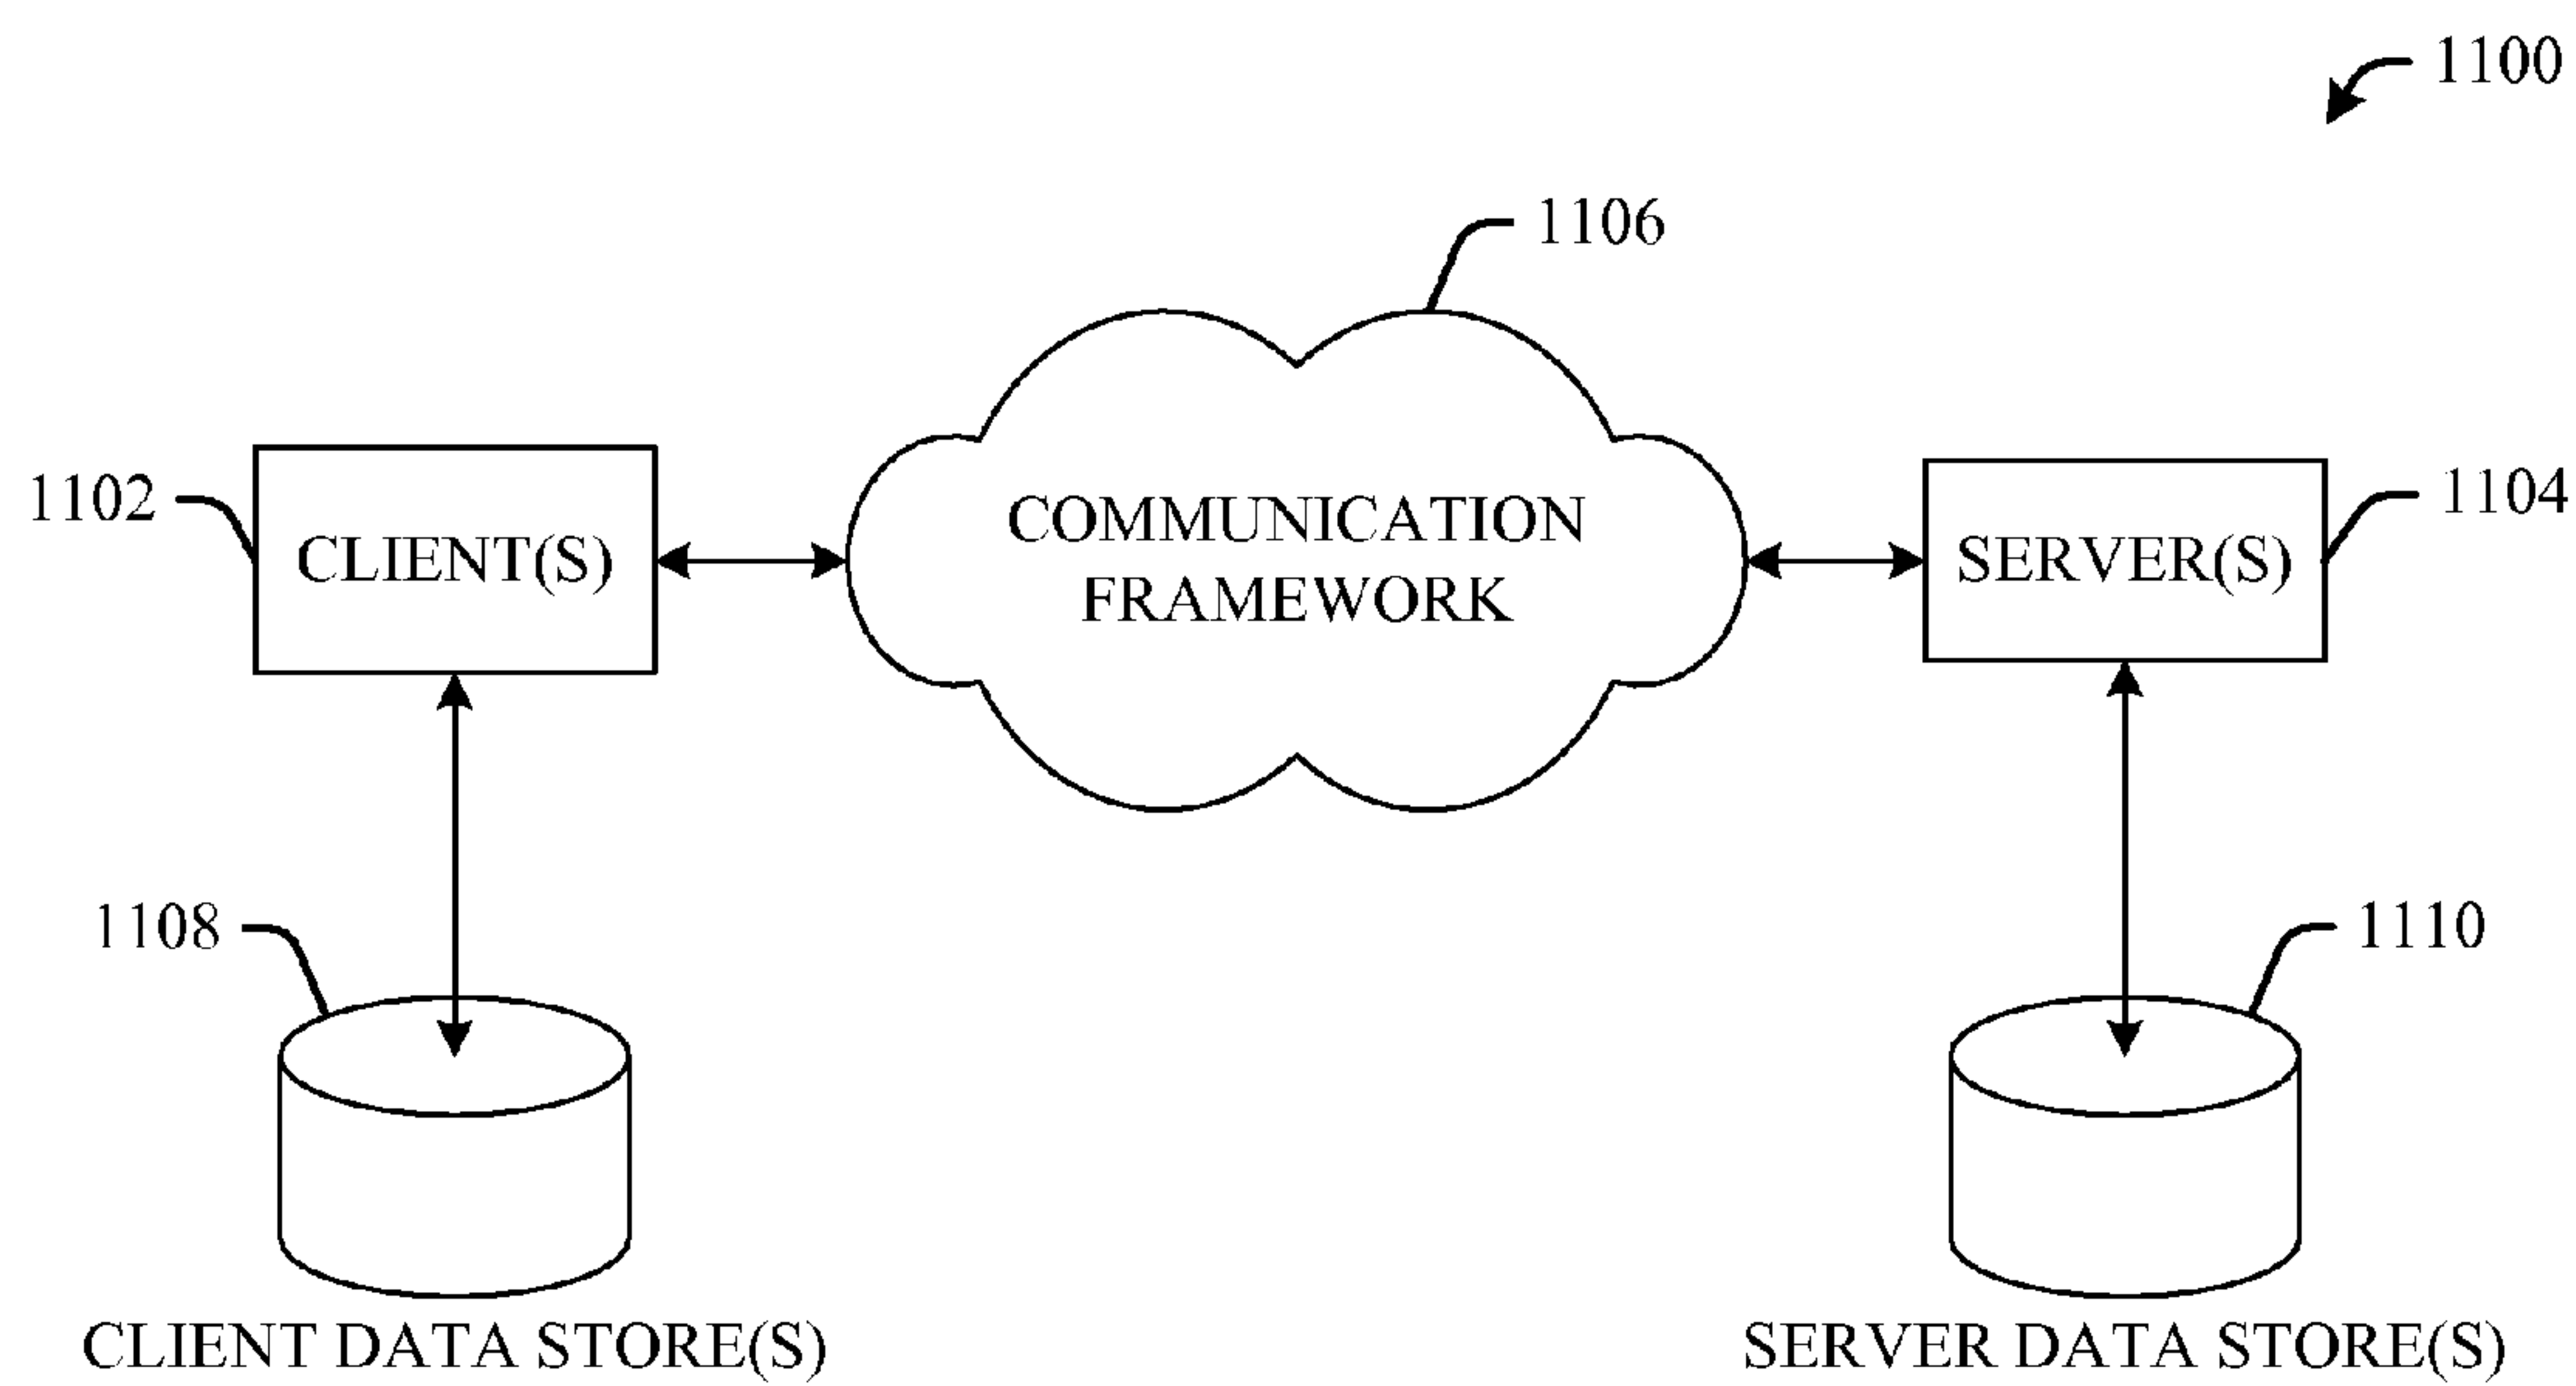 1100
1106
1102
CLIENT(S)
COMMUNICATION
FRAMEWORK
SERVER(S)
1104
1108
1110
CLIENT DATA STORE(S)
SERVER DATA STORE(S)